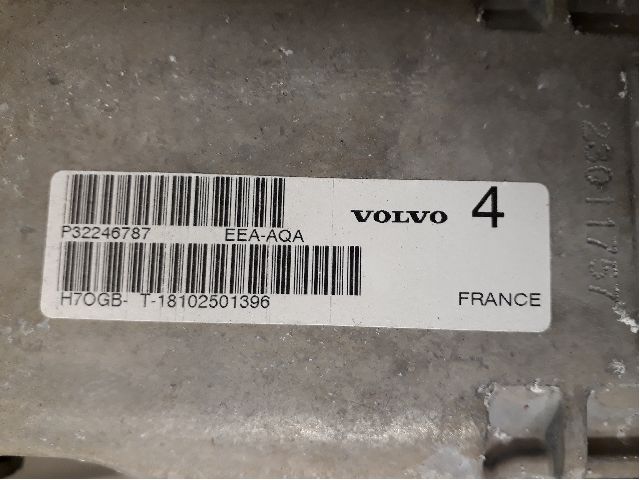 VOLVO 4
P32246787 EEA-AQA
H7OGB- T-18102501396
FRANCE
23011757